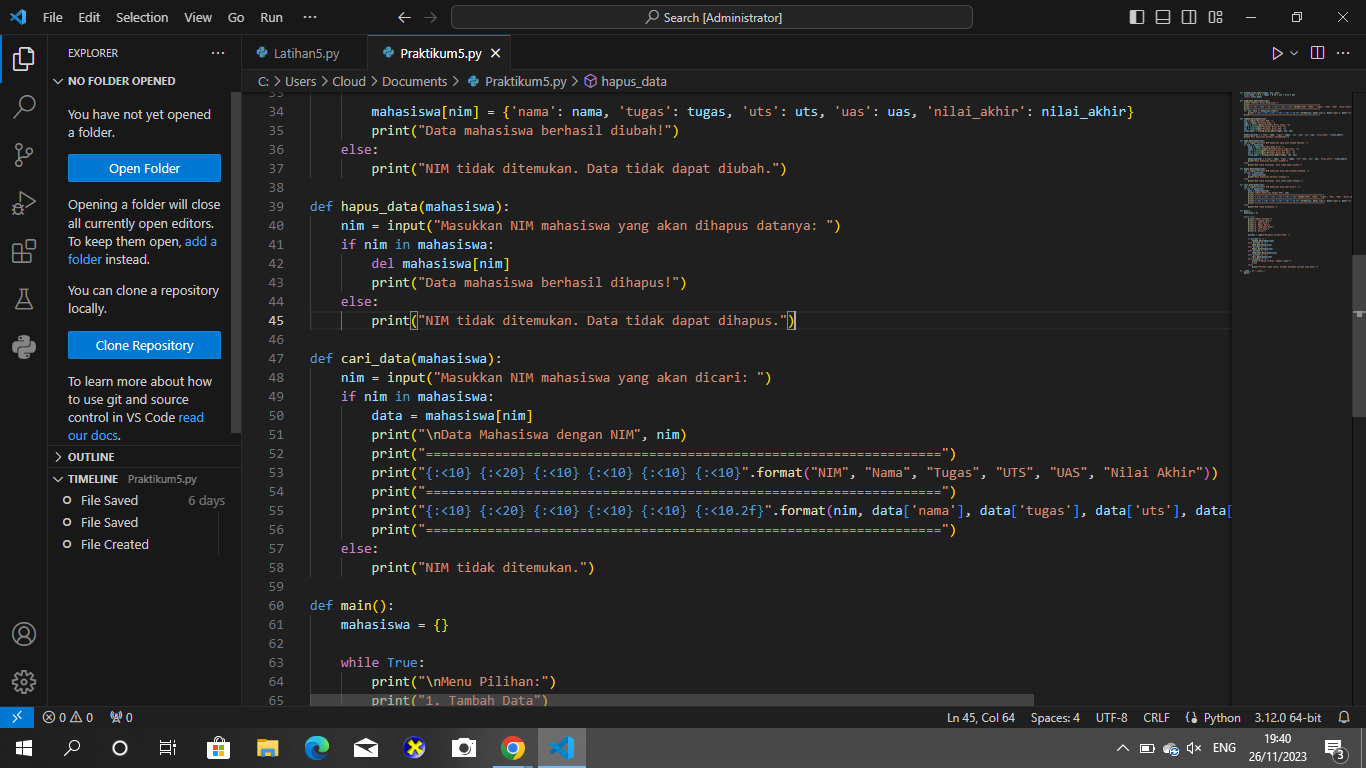 File Edit Selection View Go Run ··· Search [Administrator]
EXPLORER ···
NO FOLDER OPENED
You have not yet opened
a folder.
Open Folder
Opening a folder will close
all currently open editors.
To keep them open, add a
folder instead.
You can clone a repository
locally.
Clone Repository
To learn more about how
to use git and source
control in VS Code read
our docs.
OUTLINE
TIMELINE Praktikum5.py
File Saved 6 days
File Saved
File Created
Latihan5.py Praktikum5.py
C: > Users > Cloud > Documents > Praktikum5.py > hapus_data
33
34 mahasiswa[nim] = {'nama': nama, 'tugas': tugas, 'uts': uts, 'uas': uas, 'nilai_akhir': nilai_akhir}
35 print("Data mahasiswa berhasil diubah!")
36 else:
37 print("NIM tidak ditemukan. Data tidak dapat diubah.")
38
39 def hapus_data(mahasiswa):
40 nim = input("Masukkan NIM mahasiswa yang akan dihapus datanya: ")
41 if nim in mahasiswa:
42 del mahasiswa[nim]
43 print("Data mahasiswa berhasil dihapus!")
44 else:
45 print("NIM tidak ditemukan. Data tidak dapat dihapus.")
46
47 def cari_data(mahasiswa):
48 nim = input("Masukkan NIM mahasiswa yang akan dicari: ")
49 if nim in mahasiswa:
50 data = mahasiswa[nim]
51 print("\nData Mahasiswa dengan NIM", nim)
52 print("===================================================================")
53 print("{:<10} {:<20} {:<10} {:<10} {:<10} {:<10}".format("NIM", "Nama", "Tugas", "UTS", "UAS", "Nilai Akhir"))
54 print("===================================================================")
55 print("{:<10} {:<20} {:<10} {:<10} {:<10} {:<10.2f}".format(nim, data['nama'], data['tugas'], data['uts'], data[
56 print("===================================================================")
57 else:
58 print("NIM tidak ditemukan.")
59
60 def main():
61 mahasiswa = {}
62
63 while True:
64 print("\nMenu Pilihan:")
65 print("1. Tambah Data")
0 0 0 Ln 45, Col 64 Spaces: 4 UTF-8 CRLF Python 3.12.0 64-bit
ENG 19:40
26/11/2023 3